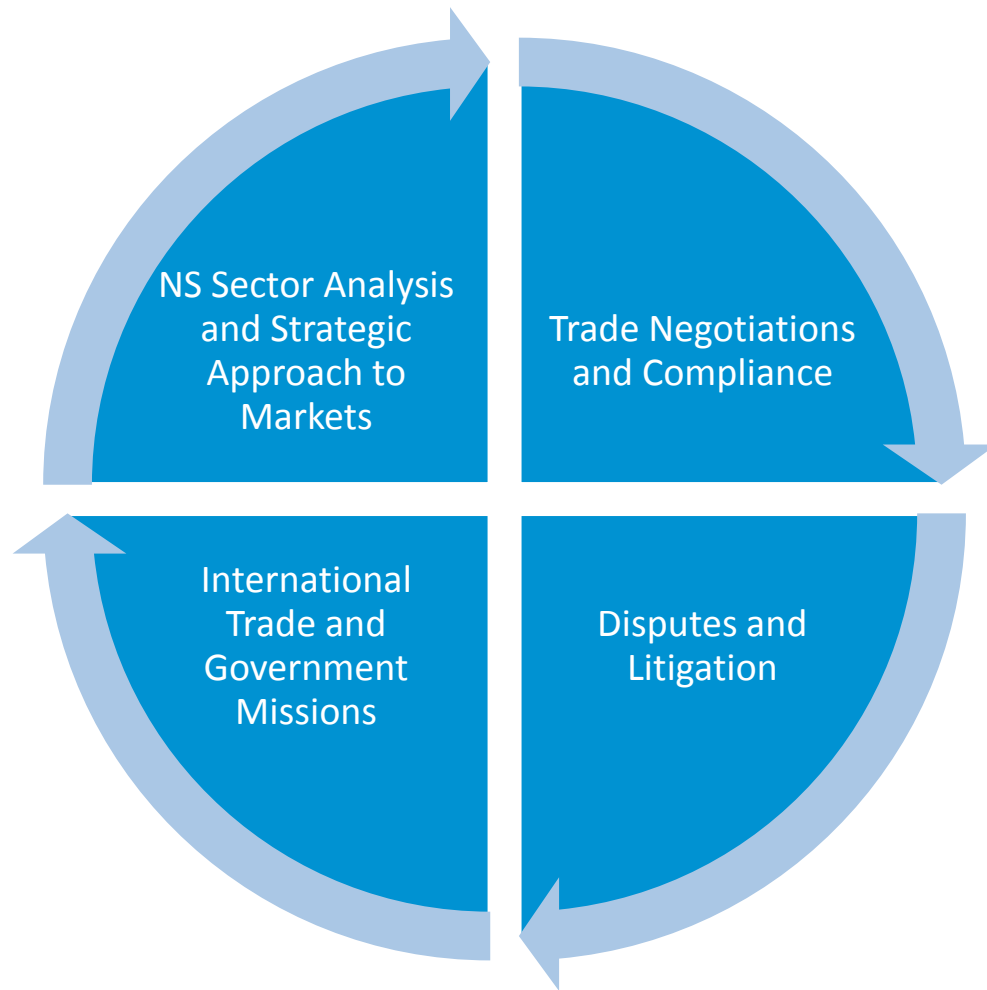 NS Sector Analysis
and Strategic
Approach to
Markets
Trade Negotiations
and Compliance
International
Trade and
Government
Missions
Disputes and
Litigation